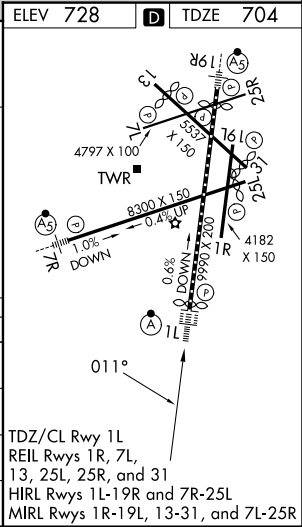 ELEV 728 D TDZE 704
19R
A5
P
13
P
25R
P
P
7L
5537 X 150
19L
P
4797 X 100
TWR
31
25L
8300 X 150
0.4% UP
A5
P
1.0% DOWN
7R
1R
4182 X 150
0.6% DOWN
9990 X 200
P
A
1L
011°
TDZ/CL Rwy 1L
REIL Rwys 1R, 7L,
13, 25L, 25R, and 31
HIRL Rwys 1L-19R and 7R-25L
MIRL Rwys 1R-19L, 13-31, and 7L-25R